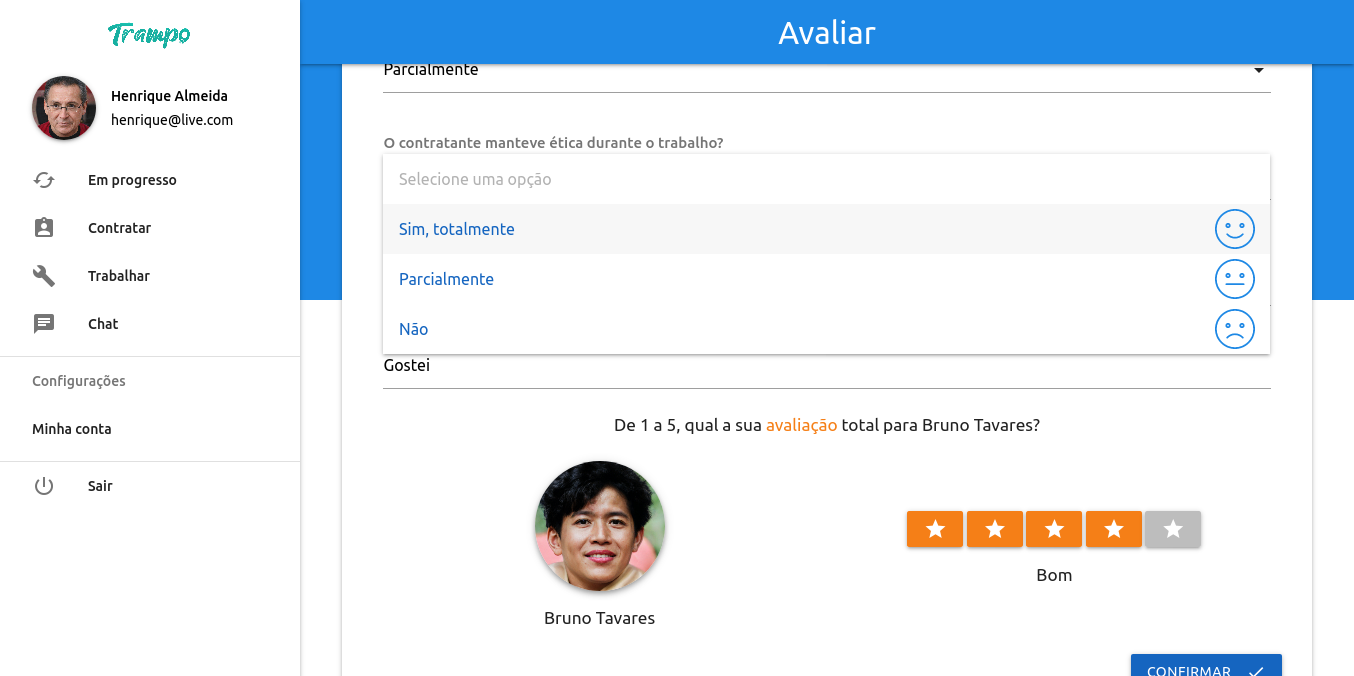 Trampo
Henrique Almeida
henrique@live.com
Em progresso
Contratar
Trabalhar
Chat
Configurações
Minha conta
Sair
Avaliar
Parcialmente
O contratante manteve ética durante o trabalho?
Selecione uma opção
Sim, totalmente
Parcialmente
Não
Gostei
De 1 a 5, qual a sua avaliação total para Bruno Tavares?
Bruno Tavares
Bom
CONFIRMAR